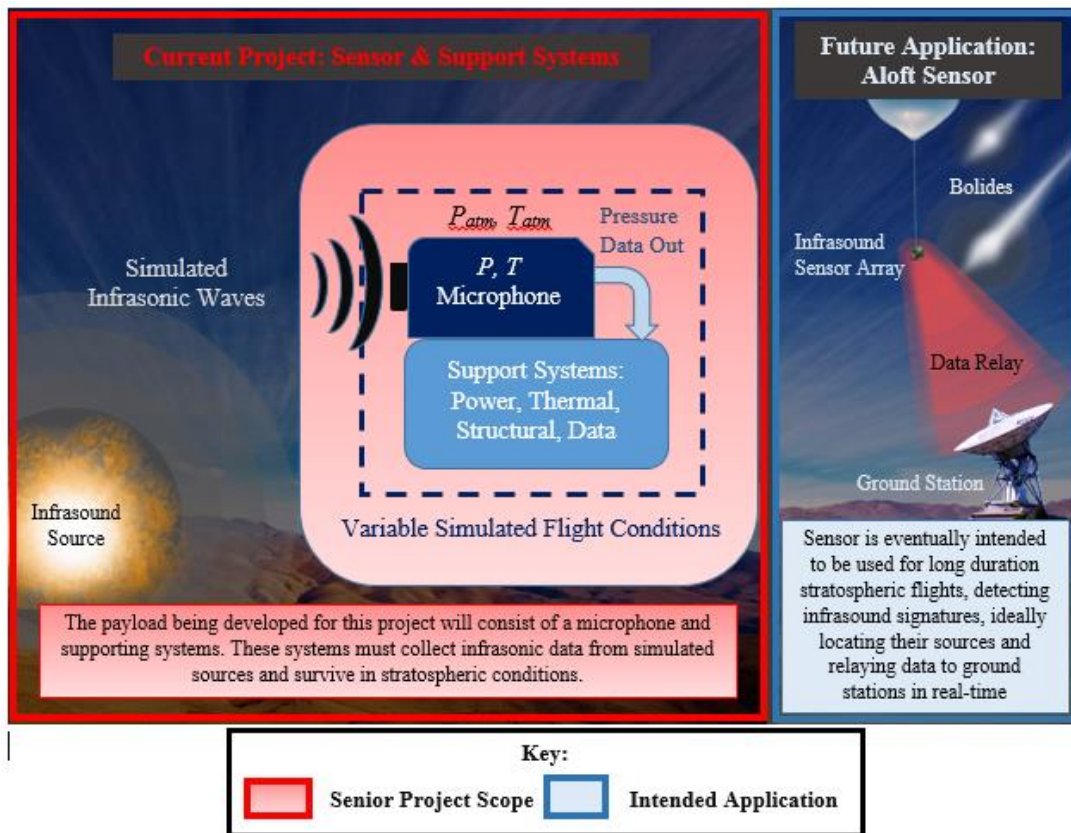 Current Project: Sensor & Support Systems
Simulated
Infrasonic Waves
Patm, Tatm
Pressure
Data Out
P, T
Microphone
Support Systems:
Power, Thermal,
Structural, Data
Infrasound
Source
Variable Simulated Flight Conditions
The payload being developed for this project will consist of a microphone and
supporting systems. These systems must collect infrasonic data from simulated
sources and survive in stratospheric conditions.
Future Application:
Aloft Sensor
Bolides
Infrasound
Sensor Array
Data Relay
Ground Station
Sensor is eventually intended
to be used for long duration
stratospheric flights, detecting
infrasound signatures, ideally
locating their sources and
relaying data to ground
stations in real-time
Key:
Senior Project Scope
Intended Application